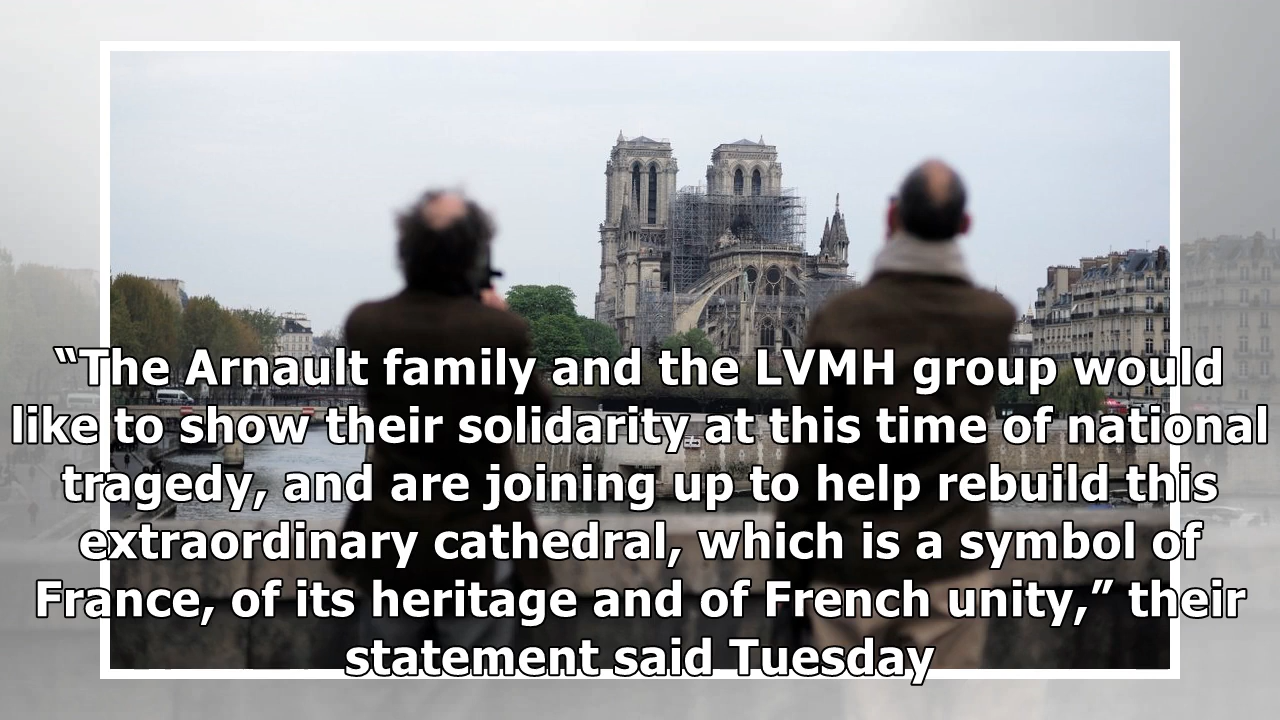 “The Arnault family and the LVMH group would
like to show their solidarity at this time of national
tragedy, and are joining up to help rebuild this
extraordinary cathedral, which is a symbol of
France, of its heritage and of French unity,” their
statement said Tuesday